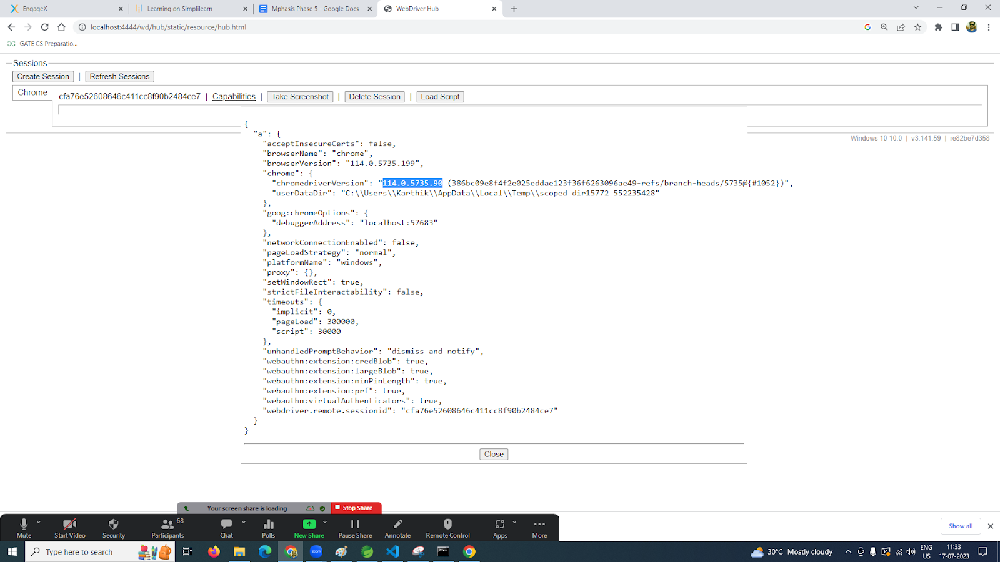 EngageX
Learning on Simplilearn
Mphasis Phase 5 - Google Docs
WebDriver Hub
localhost:4444/wd/hub/static/resource/hub.html
GATE CS Preparatio...
Sessions
Create Session | Refresh Sessions
Chrome
cfa76e52608646c411cc8f90b2484ce7 | Capabilities | Take Screenshot | Delete Session | Load Script
Windows 10 10.0 | v3.141.59 | re82be7d358
{
"a": {
"acceptInsecureCerts": false,
"browserName": "chrome",
"browserVersion": "114.0.5735.199",
"chrome": {
"chromedriverVersion": "114.0.5735.90 (386bc09e8f4f2e025eddae123f36f6263096ae49-refs/branch-heads/5735@{#1052})",
"userDataDir": "C:\\Users\\Karthik\\AppData\\Local\\Temp\\scoped_dir15772_552235428"
},
"goog:chromeOptions": {
"debuggerAddress": "localhost:57683"
},
"networkConnectionEnabled": false,
"pageLoadStrategy": "normal",
"platformName": "windows",
"proxy": {},
"setWindowRect": true,
"strictFileInteractability": false,
"timeouts": {
"implicit": 0,
"pageLoad": 300000,
"script": 30000
},
"unhandledPromptBehavior": "dismiss and notify",
"webauthn:extension:credBlob": true,
"webauthn:extension:largeBlob": true,
"webauthn:extension:minPinLength": true,
"webauthn:extension:prf": true,
"webauthn:virtualAuthenticators": true,
"webdriver.remote.sessionid": "cfa76e52608646c411cc8f90b2484ce7"
}
}
Close
Your screen share is loading
Stop Share
68
Mute
Start Video
Security
Participants
Chat
Polls
New Share
Pause Share
Annotate
Remote Control
Apps
More
Show all
Type here to search
zoom
30°C Mostly cloudy
ENG
US
11:33
17-07-2023